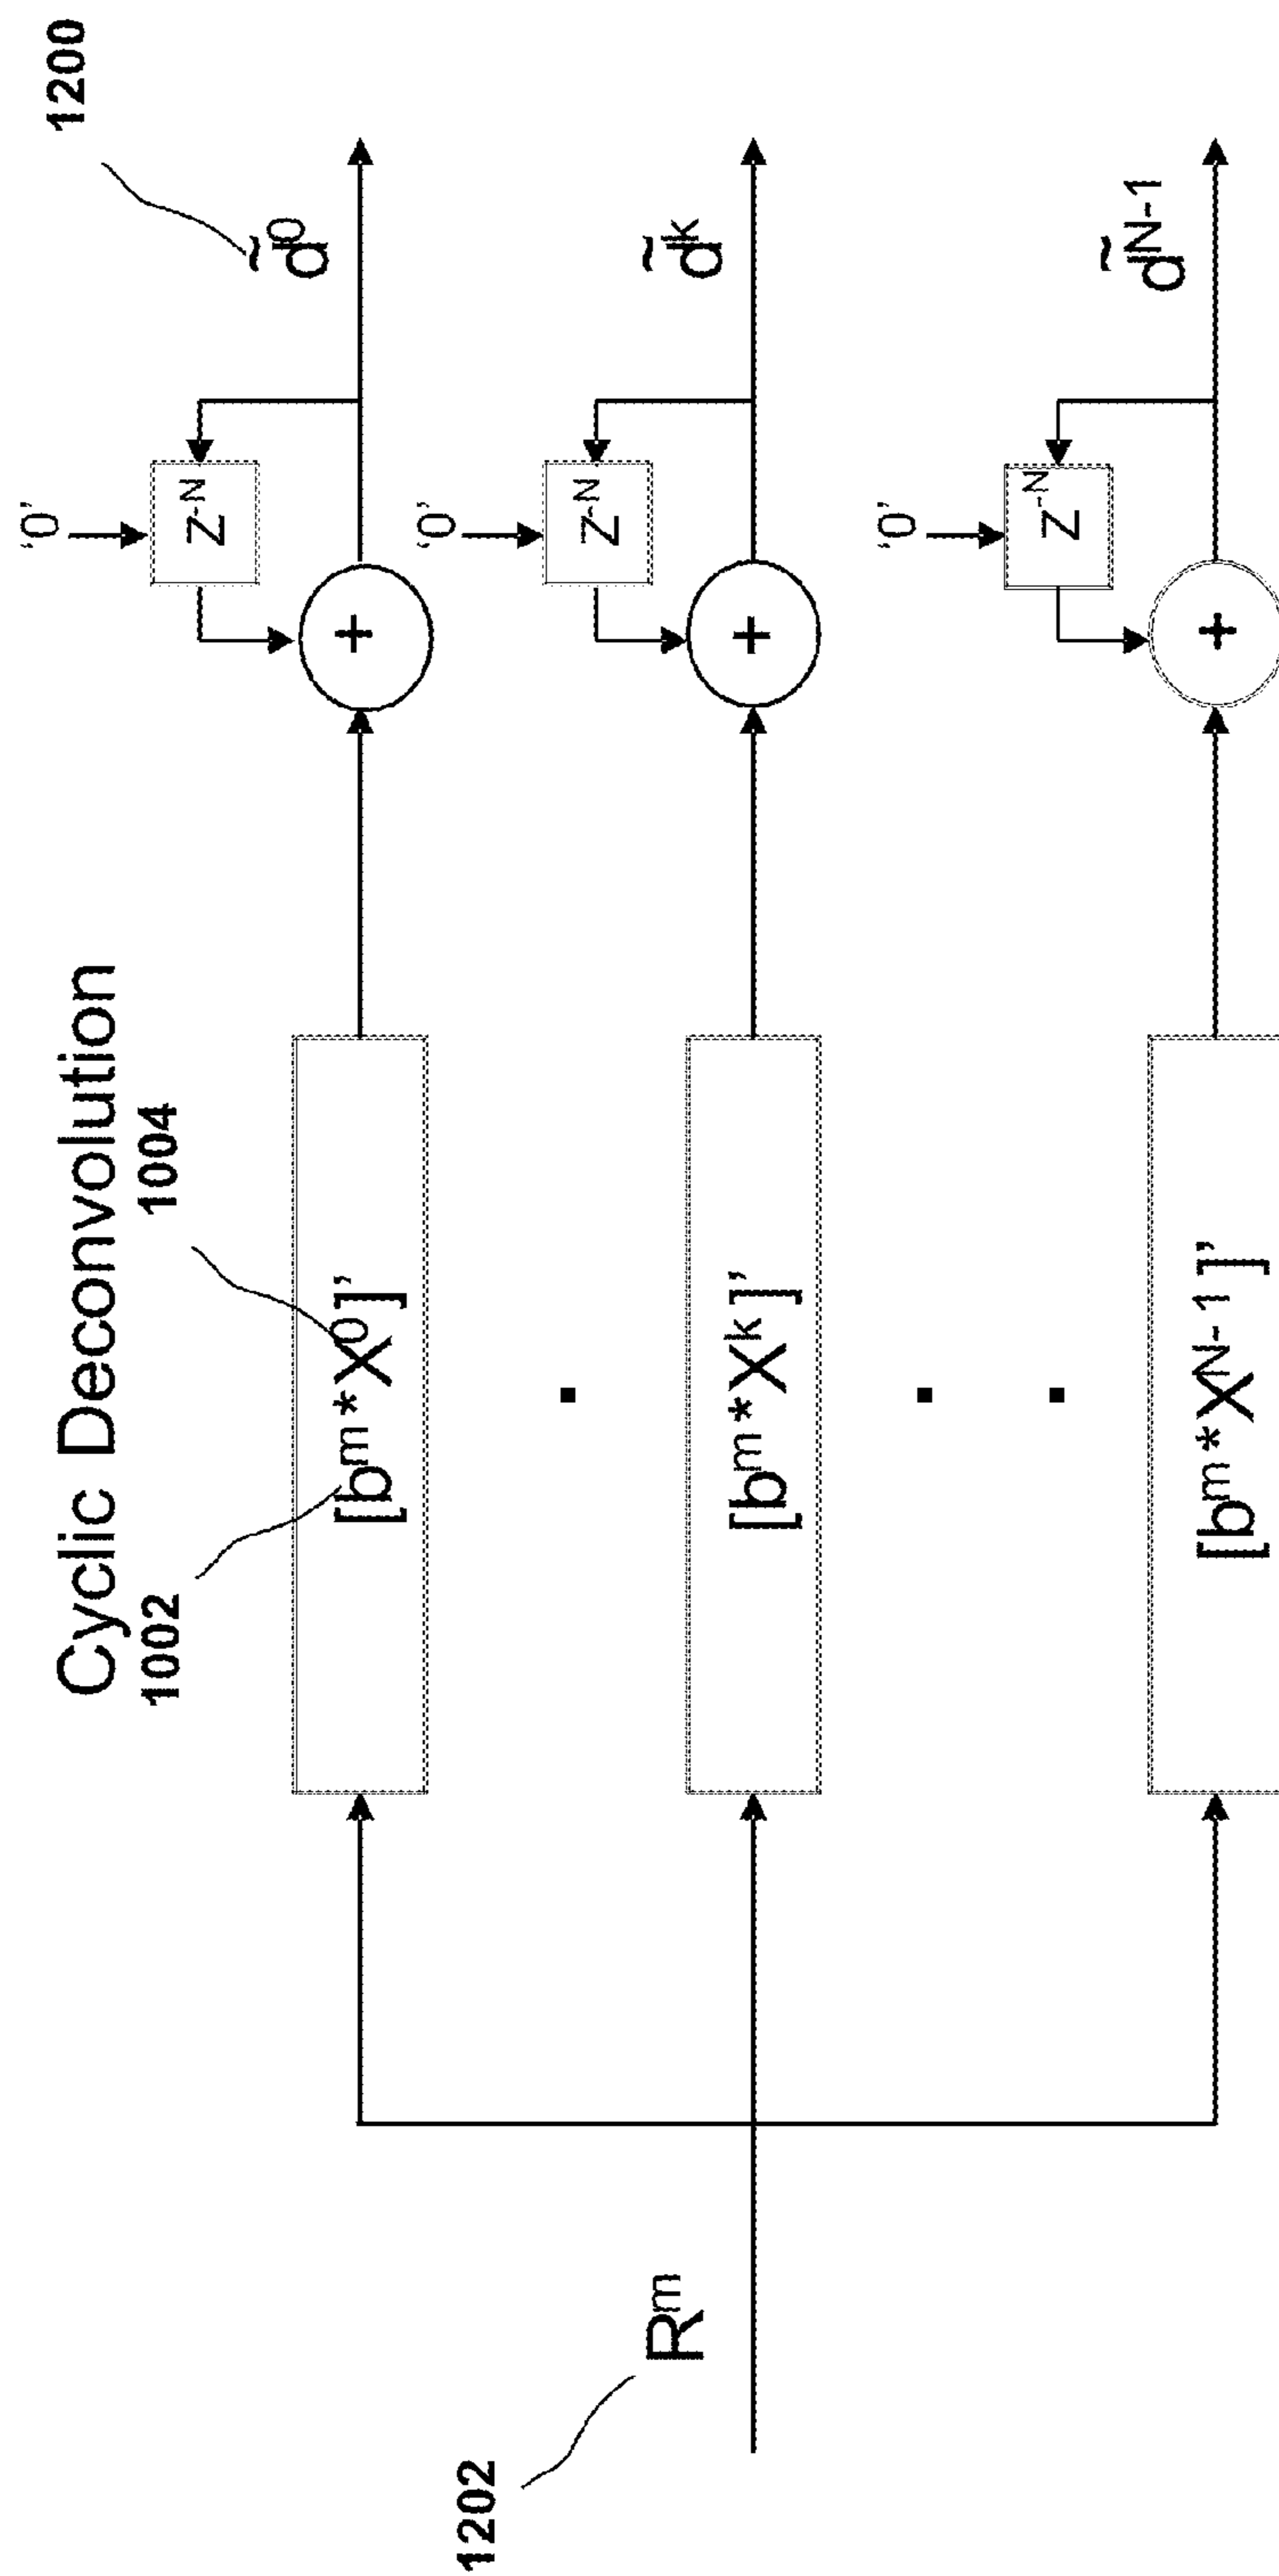 Cyclic Deconvolution
1002
1004
1200
1202
R^m
[b^m*X^0]’
‘0’
Z^-N
+
d̃^0
[b^m*X^k]’
‘0’
Z^-N
+
d̃^k
[b^m*X^N-1]’
‘0’
Z^-N
+
d̃^N-1